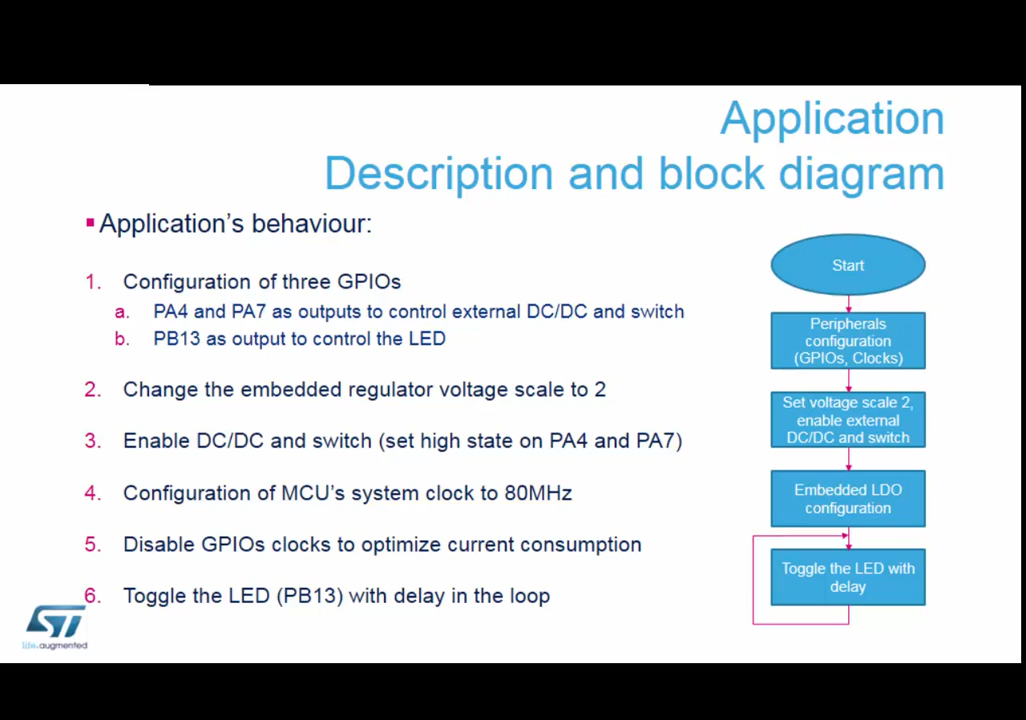 Application
Description and block diagram
Application's behaviour:
1. Configuration of three GPIOs
a. PA4 and PA7 as outputs to control external DC/DC and switch
b. PB13 as output to control the LED
2. Change the embedded regulator voltage scale to 2
3. Enable DC/DC and switch (set high state on PA4 and PA7)
4. Configuration of MCU's system clock to 80MHz
5. Disable GPIOs clocks to optimize current consumption
6. Toggle the LED (PB13) with delay in the loop
Start
Peripherals
configuration
(GPIOs, Clocks)
Set voltage scale 2,
enable external
DC/DC and switch
Embedded LDO
configuration
Toggle the LED with
delay
ST
life.augmented